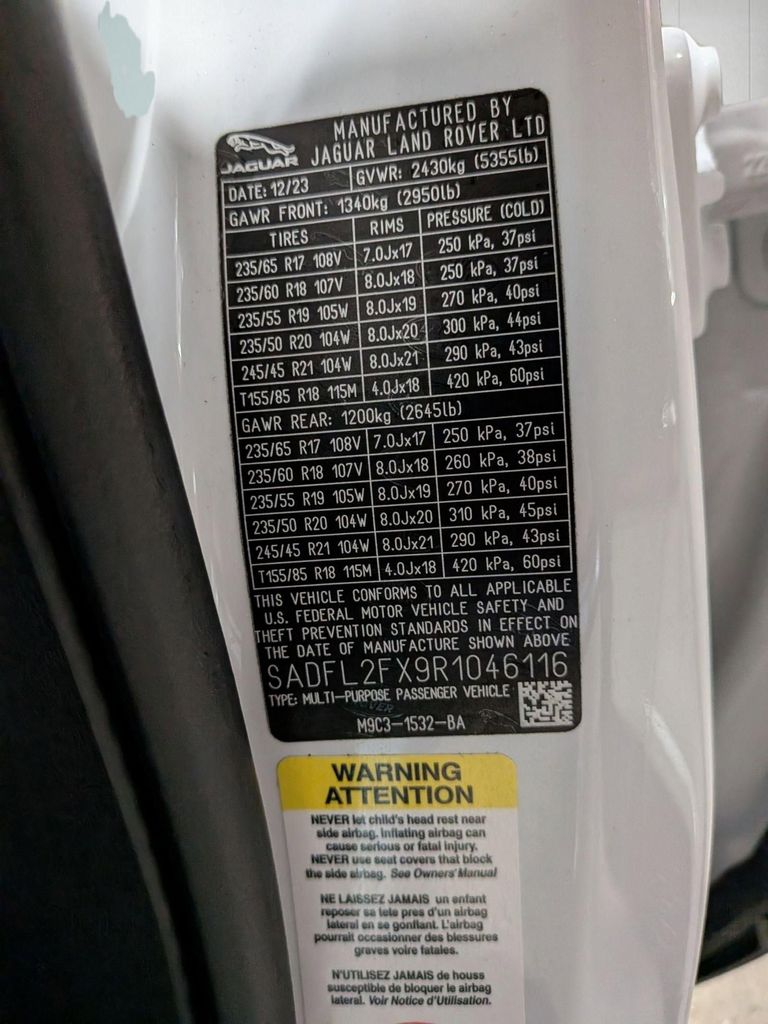 JAGUAR
MANUFACTURED BY
JAGUAR LAND ROVER LTD
DATE: 12/23 GVWR: 2430kg (5355lb)
GAWR FRONT: 1340kg (2950lb)
TIRES RIMS PRESSURE (COLD)
235/65 R17 108V 7.0Jx17 250 kPa, 37psi
235/60 R18 107V 8.0Jx18 250 kPa, 37psi
235/55 R19 105W 8.0Jx19 270 kPa, 40psi
235/50 R20 104W 8.0Jx20 300 kPa, 44psi
245/45 R21 104W 8.0Jx21 290 kPa, 43psi
T155/85 R18 115M 4.0Jx18 420 kPa, 60psi
GAWR REAR: 1200kg (2645lb)
235/65 R17 108V 7.0Jx17 250 kPa, 37psi
235/60 R18 107V 8.0Jx18 260 kPa, 38psi
235/55 R19 105W 8.0Jx19 270 kPa, 40psi
235/50 R20 104W 8.0Jx20 310 kPa, 45psi
245/45 R21 104W 8.0Jx21 290 kPa, 43psi
T155/85 R18 115M 4.0Jx18 420 kPa, 60psi
THIS VEHICLE CONFORMS TO ALL APPLICABLE
U.S. FEDERAL MOTOR VEHICLE SAFETY AND
THEFT PREVENTION STANDARDS IN EFFECT ON
THE DATE OF MANUFACTURE SHOWN ABOVE
SADFL2FX9R1046116
TYPE: MULTI-PURPOSE PASSENGER VEHICLE
M9C3-1532-BA
WARNING
ATTENTION
NEVER let child's head rest near
side airbag. Inflating airbag can
cause serious or fatal injury.
NEVER use seat covers that block
the side airbag. See Owners' Manual
NE LAISSEZ JAMAIS un enfant
reposer sa tete pres d'un airbag
lateral en se gonflant. L'airbag
pourrait occasionner des blessures
graves voire fatales.
N'UTILISEZ JAMAIS de houss
susceptible de bloquer le airbag
lateral. Voir Notice d'Utilisation.